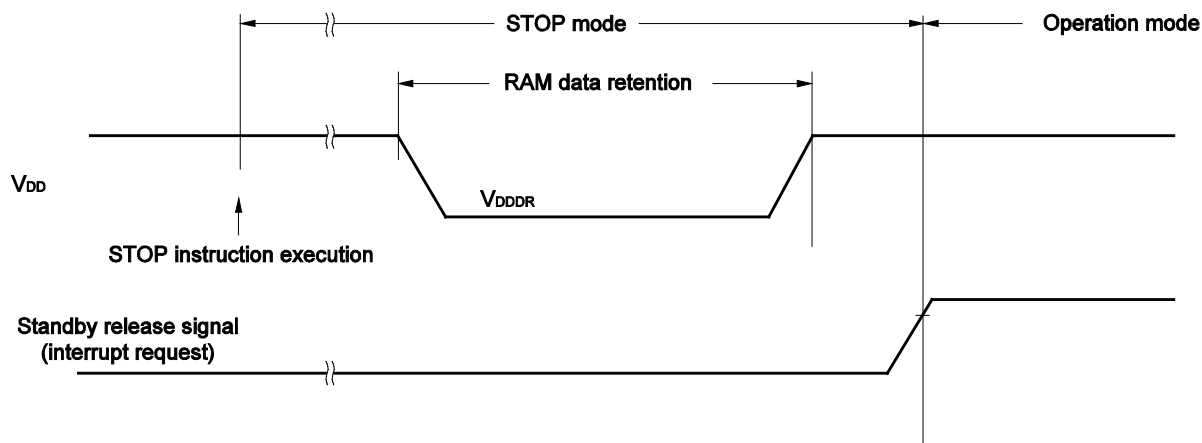 STOP mode
Operation mode
RAM data retention
VDD
VDDDR
STOP instruction execution
Standby release signal
(interrupt request)